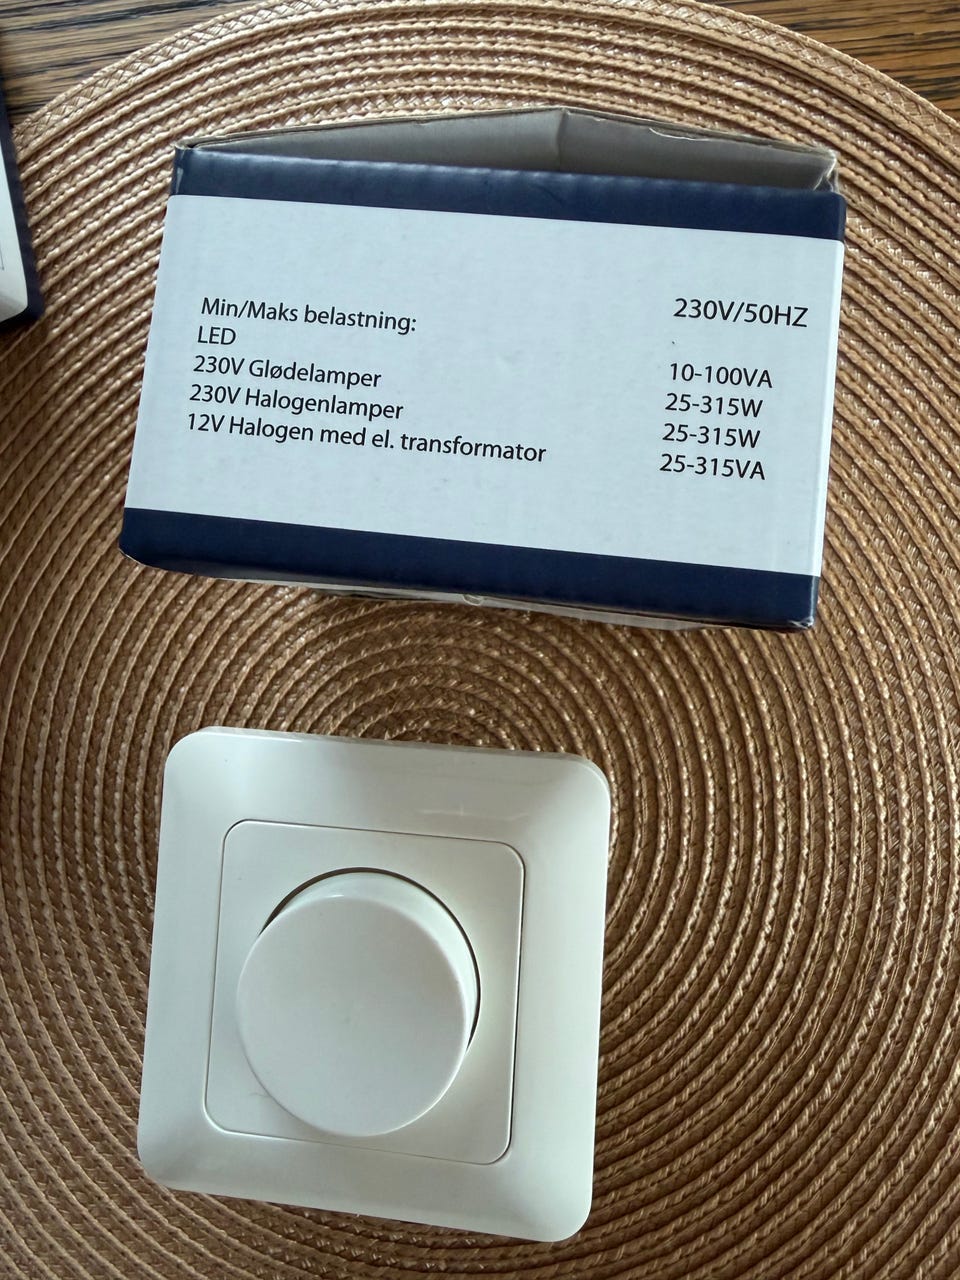 Min/Maks belastning: 230V/50HZ
LED 10-100VA
230V Glødelamper 25-315W
230V Halogenlamper 25-315W
12V Halogen med el. transformator 25-315VA